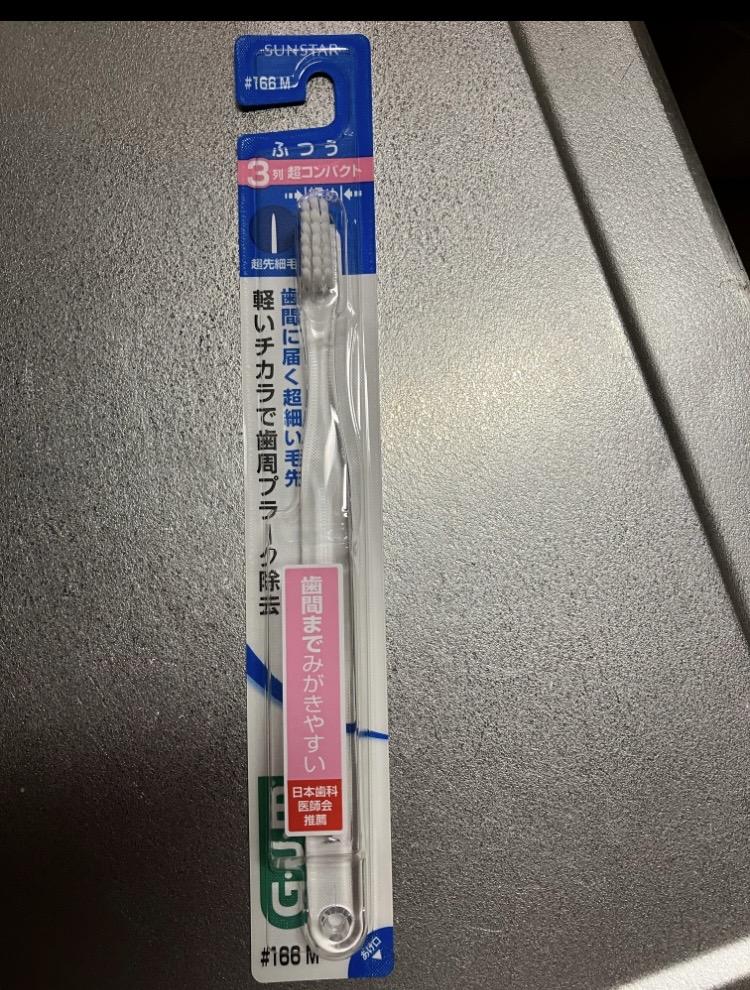 SUNSTAR
#166 M
ふつう
3列 超コンパクト
超先細毛
歯間に届く超細い毛先
軽いチカラで歯周プラーク除去
歯間までみがきやすい
日本歯科
医師会
推薦
G・U・M
#166 M
あけ口